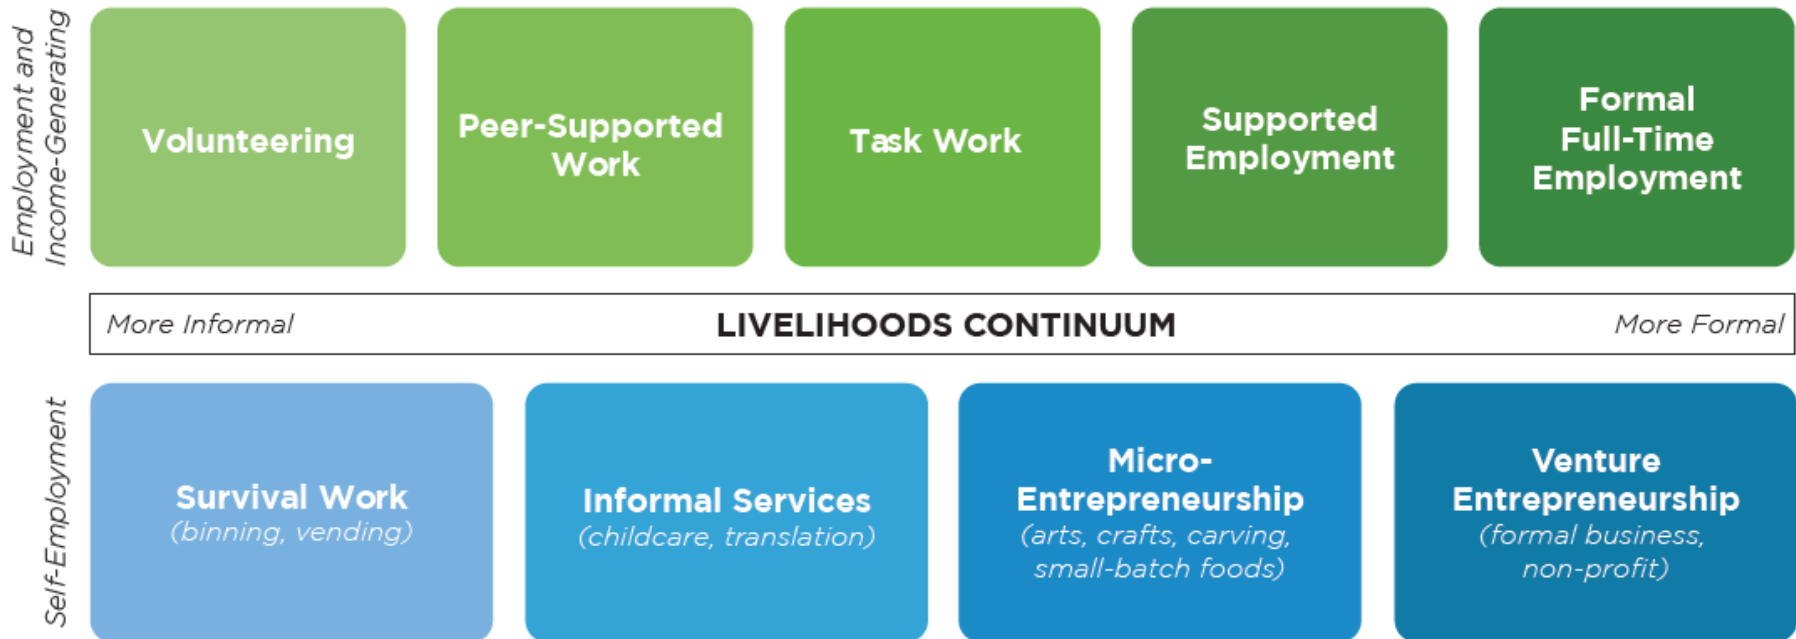 Employment and
Income-Generating
Volunteering
Peer-Supported
Work
Task Work
Supported
Employment
Formal
Full-Time
Employment
More Informal
LIVELIHOODS CONTINUUM
More Formal
Self-Employment
Survival Work
(binning, vending)
Informal Services
(childcare, translation)
Micro-
Entrepreneurship
(arts, crafts, carving,
small-batch foods)
Venture
Entrepreneurship
(formal business,
non-profit)